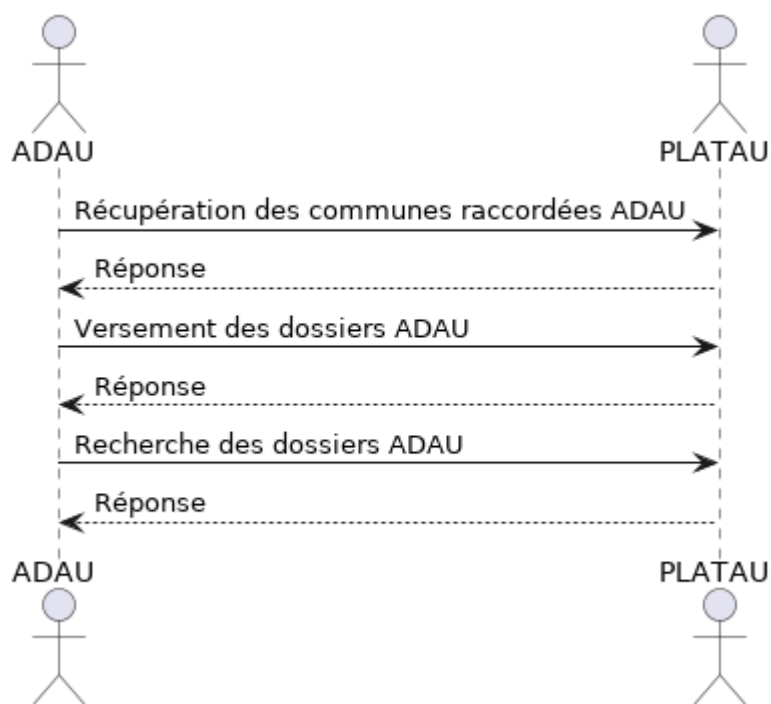 ADAU
PLATAU
Récupération des communes raccordées ADAU
Réponse
Versement des dossiers ADAU
Réponse
Recherche des dossiers ADAU
Réponse
ADAU
PLATAU